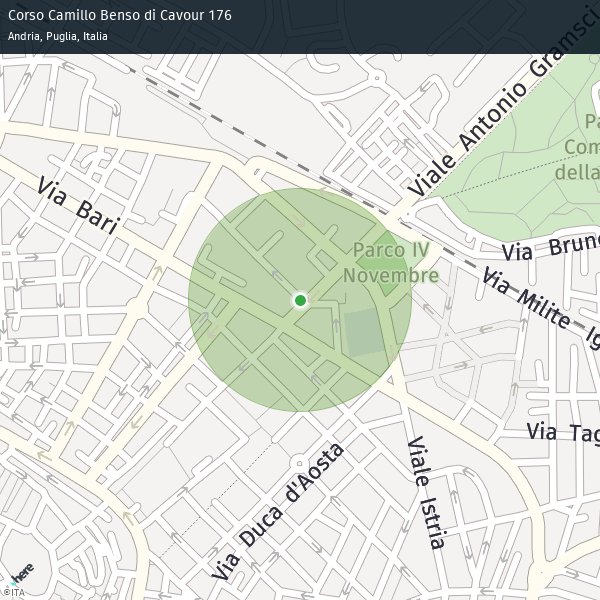 Corso Camillo Benso di Cavour 176
Andria, Puglia, Italia
Viale Antonio Gramsci
Pa
Com
della
Via Bari
Parco IV
Novembre
Via Brun
Via Milite Ig
Via Tag
Viale Istria
Via Duca d'Aosta
here
©ITA